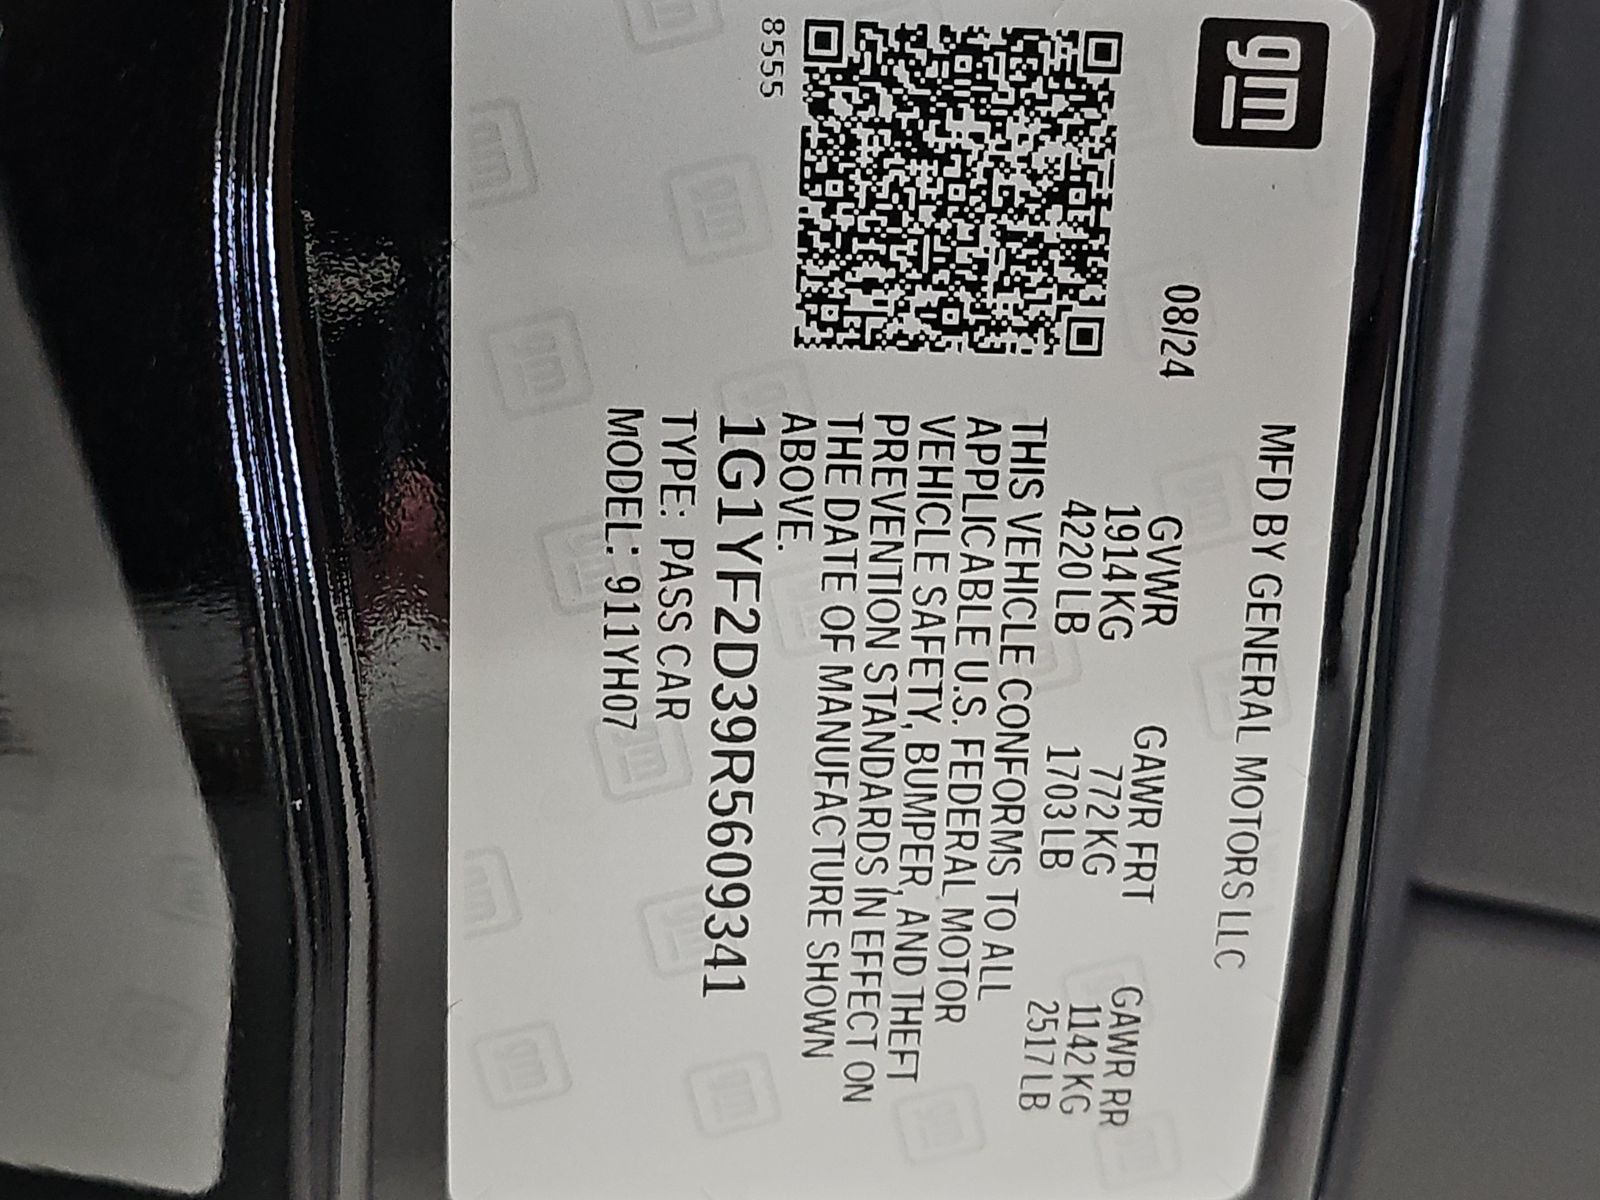 gm
MFD BY GENERAL MOTORS LLC
08/24
GVWR GAWR FRT GAWR RR
1914 KG 772 KG 1142 KG
4220 LB 1703 LB 2517 LB
THIS VEHICLE CONFORMS TO ALL
APPLICABLE U.S. FEDERAL MOTOR
VEHICLE SAFETY, BUMPER, AND THEFT
PREVENTION STANDARDS IN EFFECT ON
THE DATE OF MANUFACTURE SHOWN
ABOVE.
8555
1G1YF2D39R5609341
TYPE: PASS CAR
MODEL: 911YH07